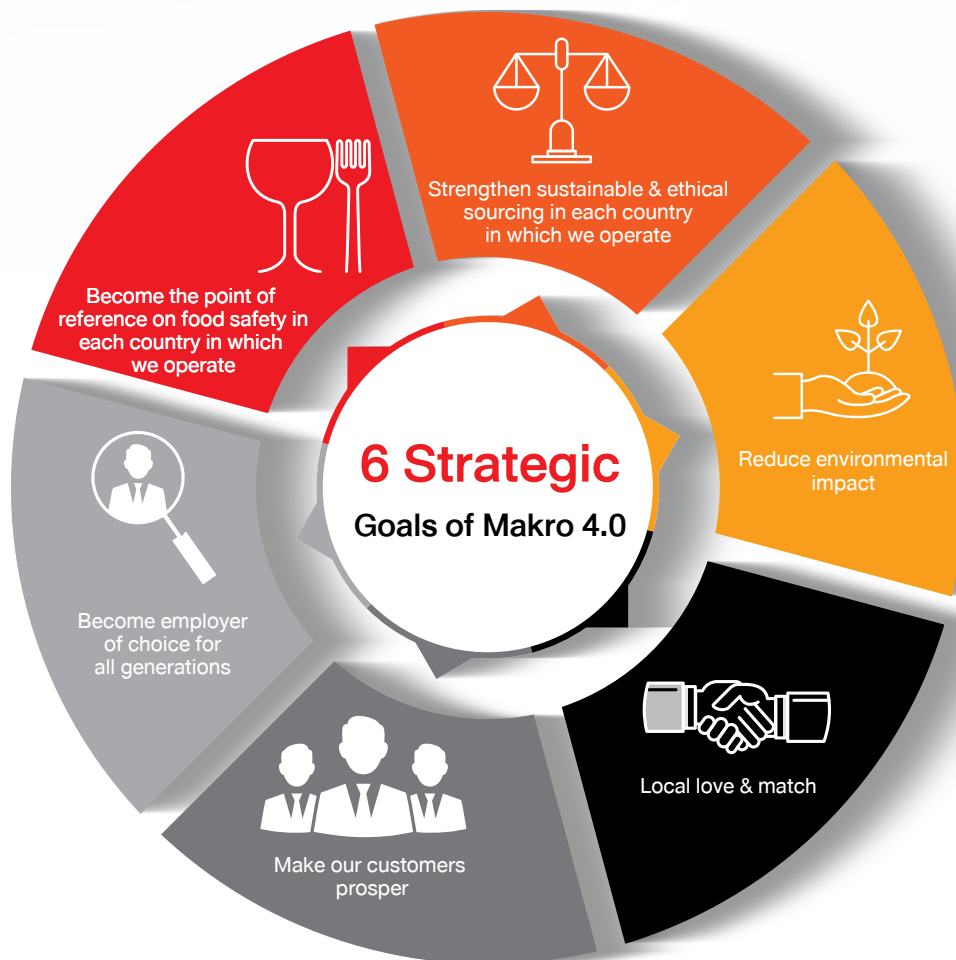 Strengthen sustainable & ethical
sourcing in each country
in which we operate
Become the point of
reference on food safety in
each country in which
we operate
Reduce environmental
impact
6 Strategic
Goals of Makro 4.0
Become employer
of choice for
all generations
Local love & match
Make our customers
prosper